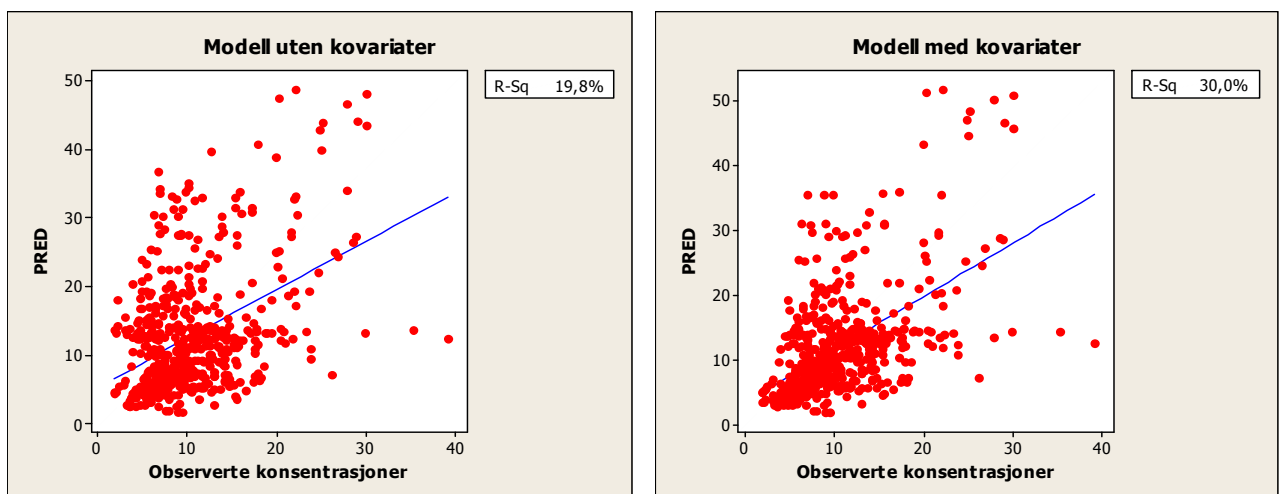 Modell uten kovariater
R-Sq 19,8%
50
40
30
20
10
0
PRED
0 10 20 30 40
Observerte konsentrasjoner
Modell med kovariater
R-Sq 30,0%
50
40
30
20
10
0
PRED
0 10 20 30 40
Observerte konsentrasjoner